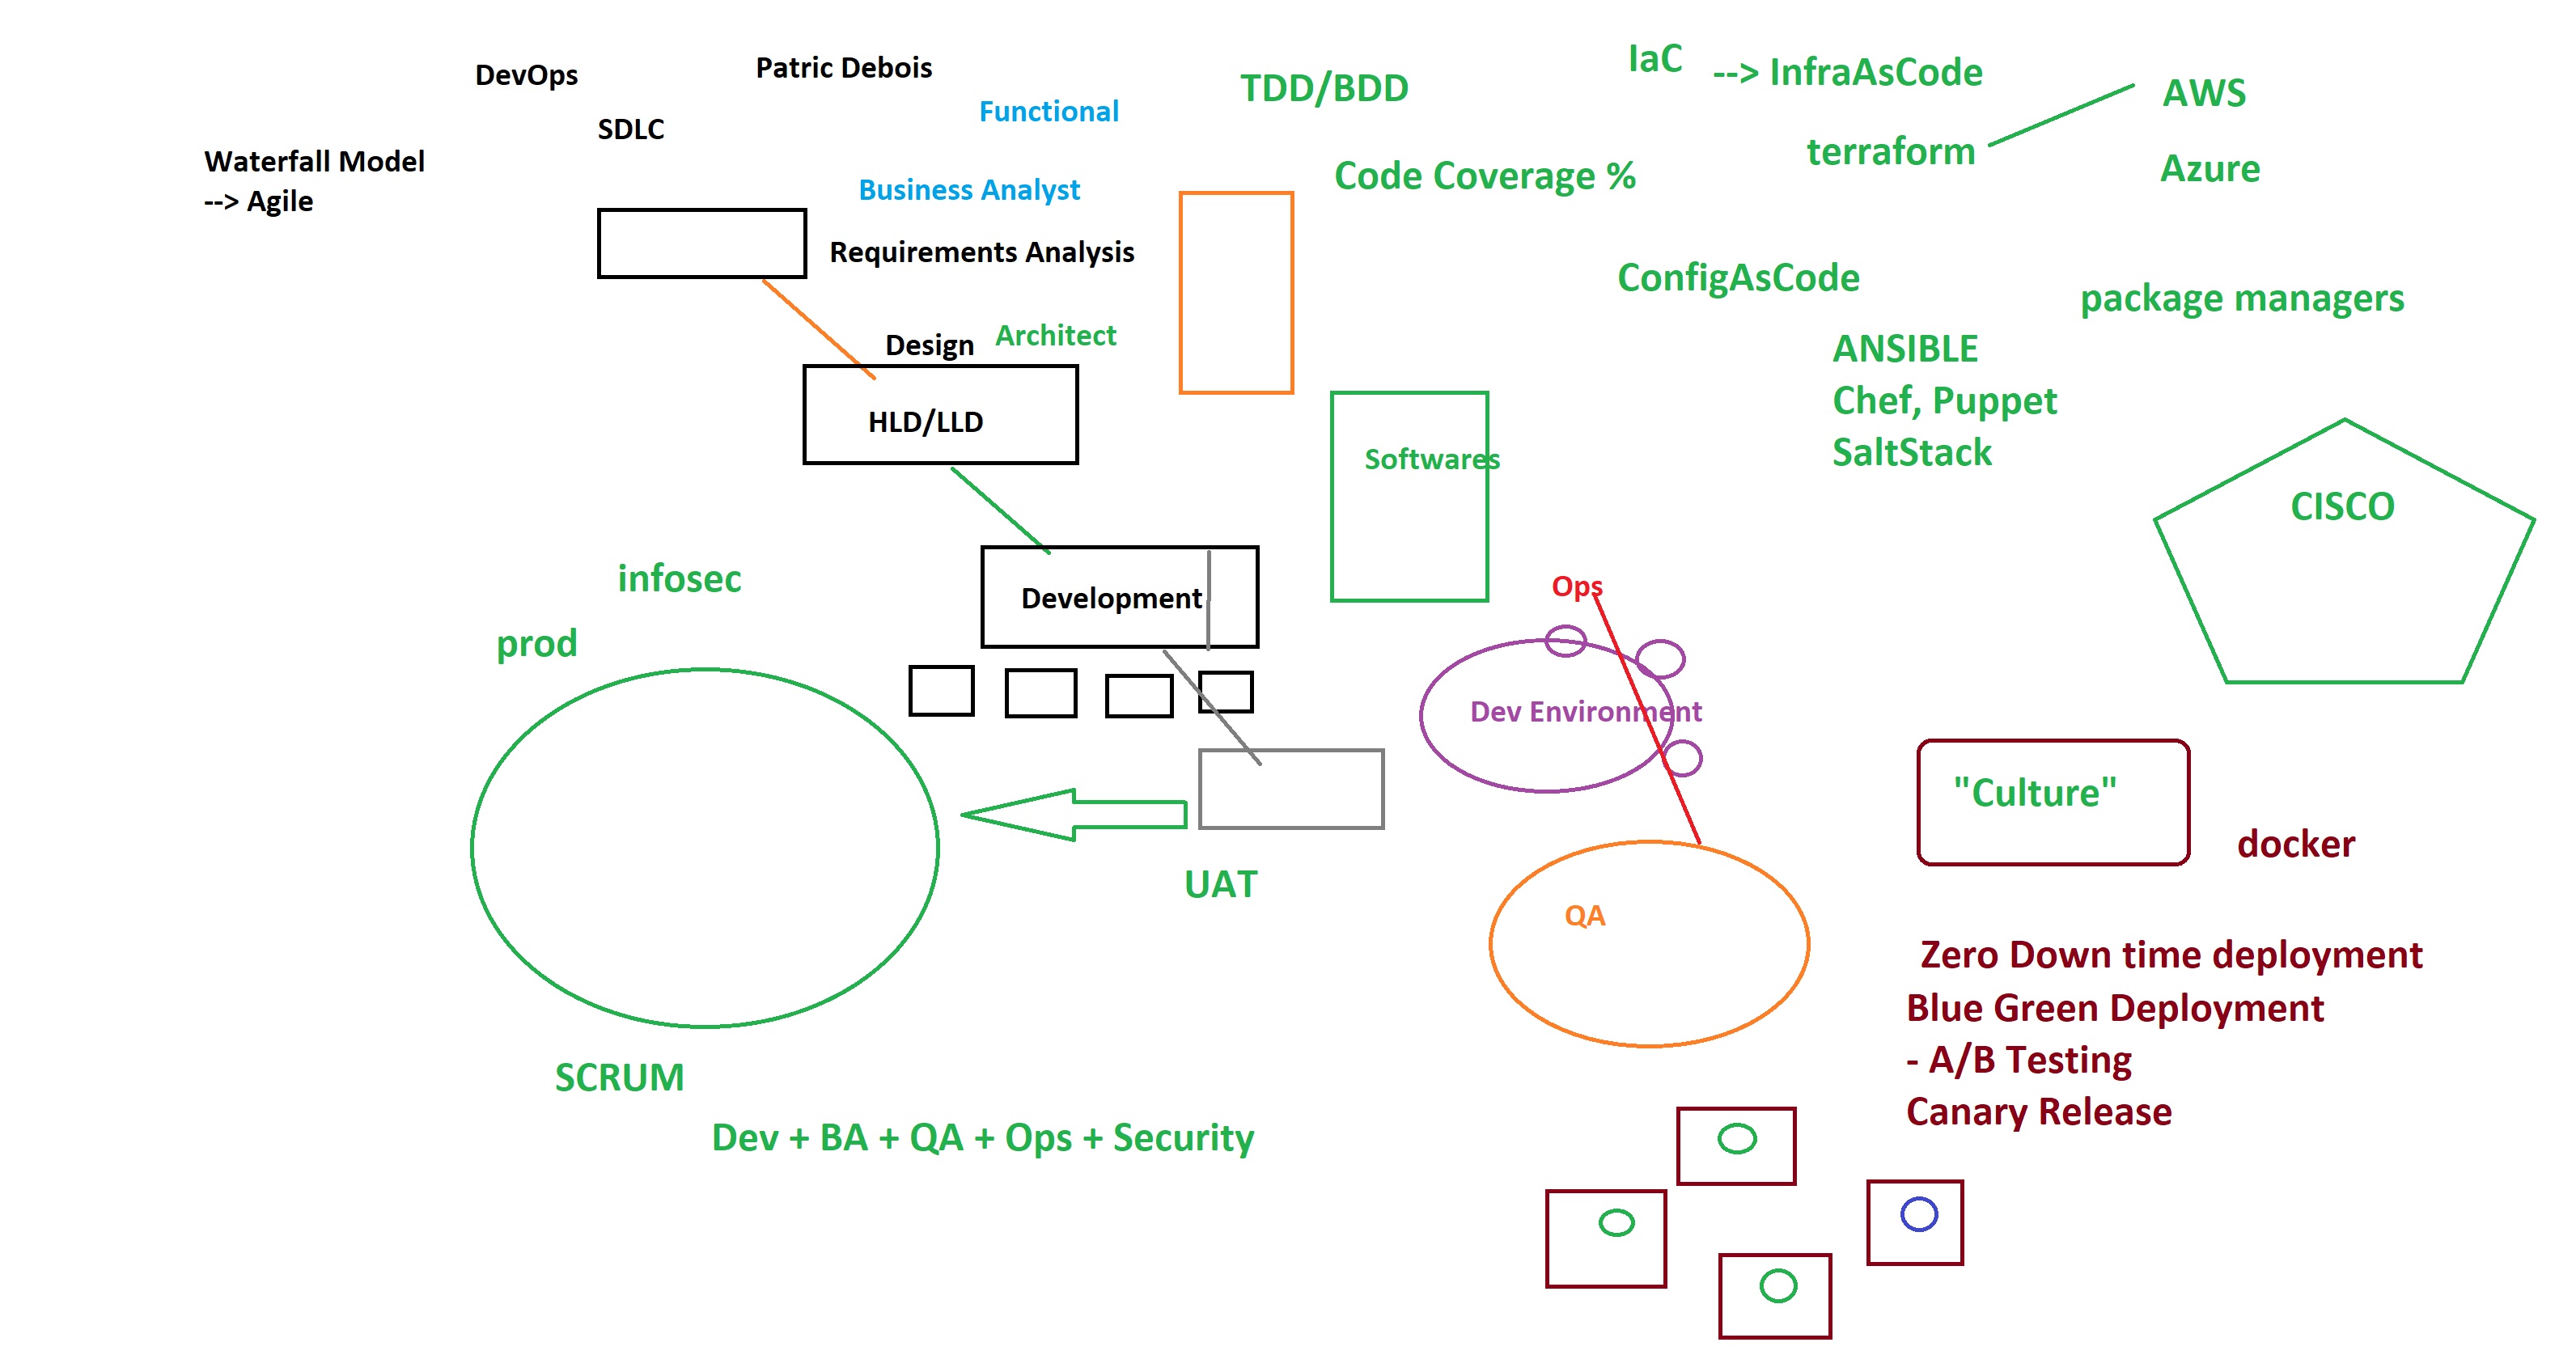 DevOps
Patric Debois
SDLC
Waterfall Model
--> Agile
Functional
Business Analyst
Requirements Analysis
Design
Architect
HLD/LLD
Development
TDD/BDD
Code Coverage %
IaC
--> InfraAsCode
terraform
AWS
Azure
ConfigAsCode
package managers
ANSIBLE
Chef, Puppet
SaltStack
CISCO
Softwares
Ops
Dev Environment
QA
infosec
prod
UAT
SCRUM
Dev + BA + QA + Ops + Security
"Culture"
docker
Zero Down time deployment
Blue Green Deployment
- A/B Testing
Canary Release